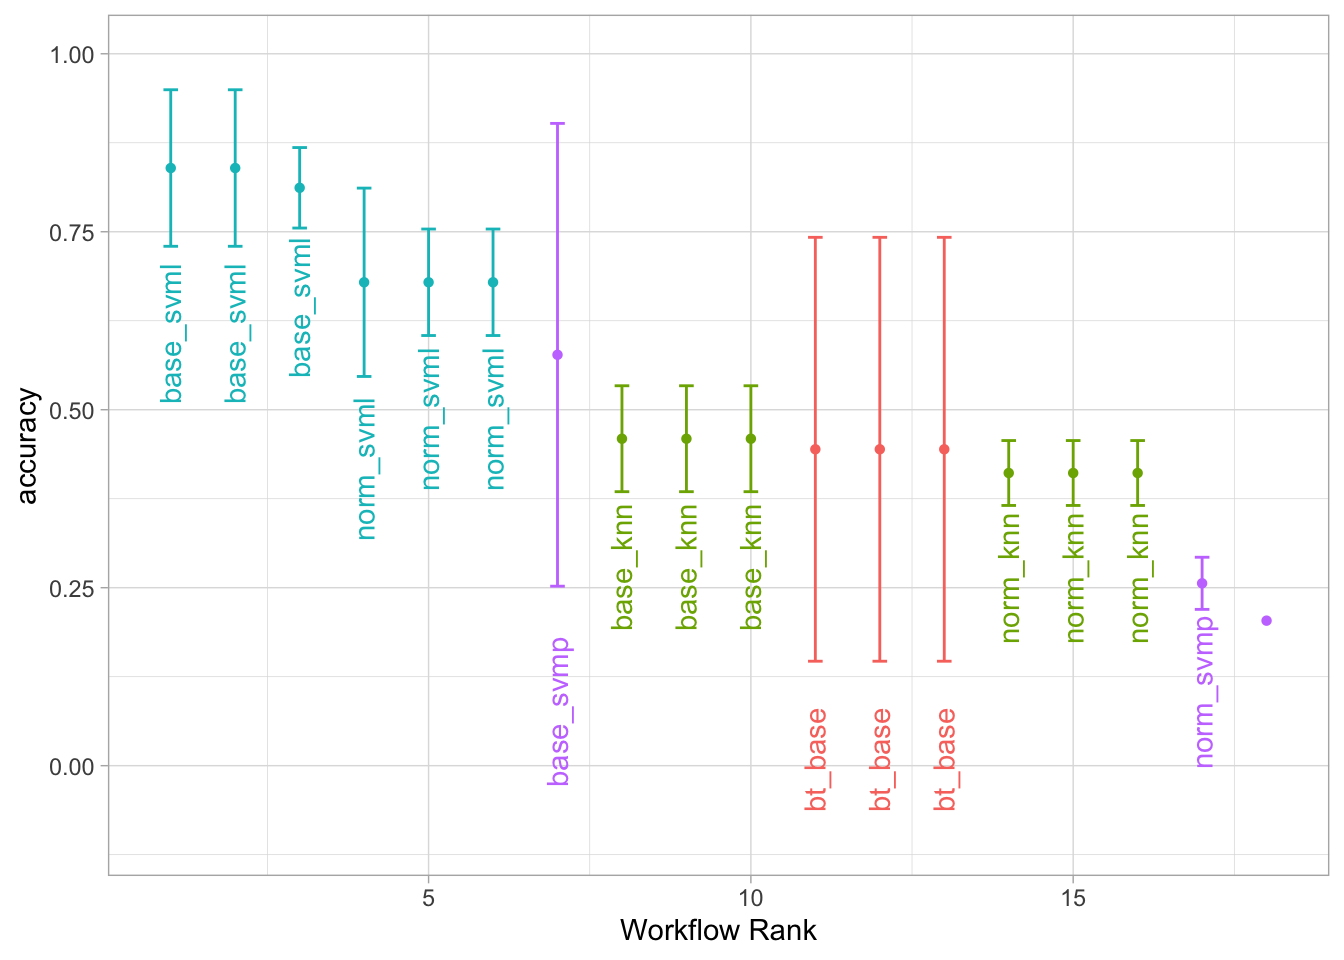 1.00
0.75
0.50
0.25
0.00
accuracy
base_svml
base_svml
base_svml
norm_svml
norm_svml
norm_svml
base_svmp
base_knn
base_knn
base_knn
bt_base
bt_base
bt_base
norm_knn
norm_knn
norm_knn
norm_svmp
5
10
15
Workflow Rank